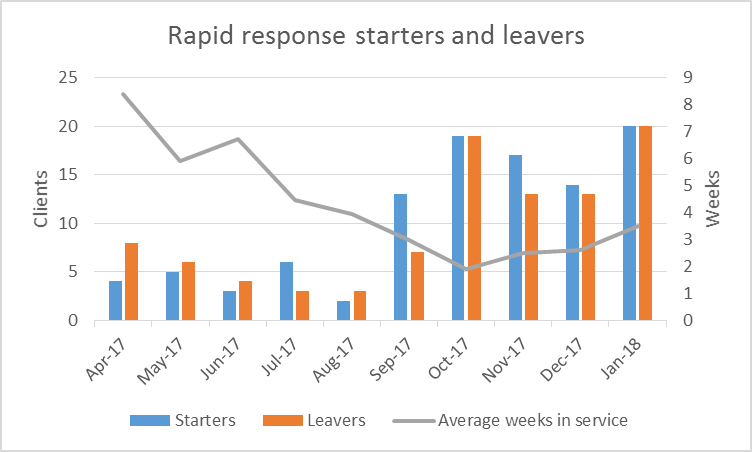 Rapid response starters and leavers
25
20
15
10
5
0
Clients
9
8
7
6
5
4
3
2
1
0
Weeks
Apr-17
May-17
Jun-17
Jul-17
Aug-17
Sep-17
Oct-17
Nov-17
Dec-17
Jan-18
Starters
Leavers
Average weeks in service